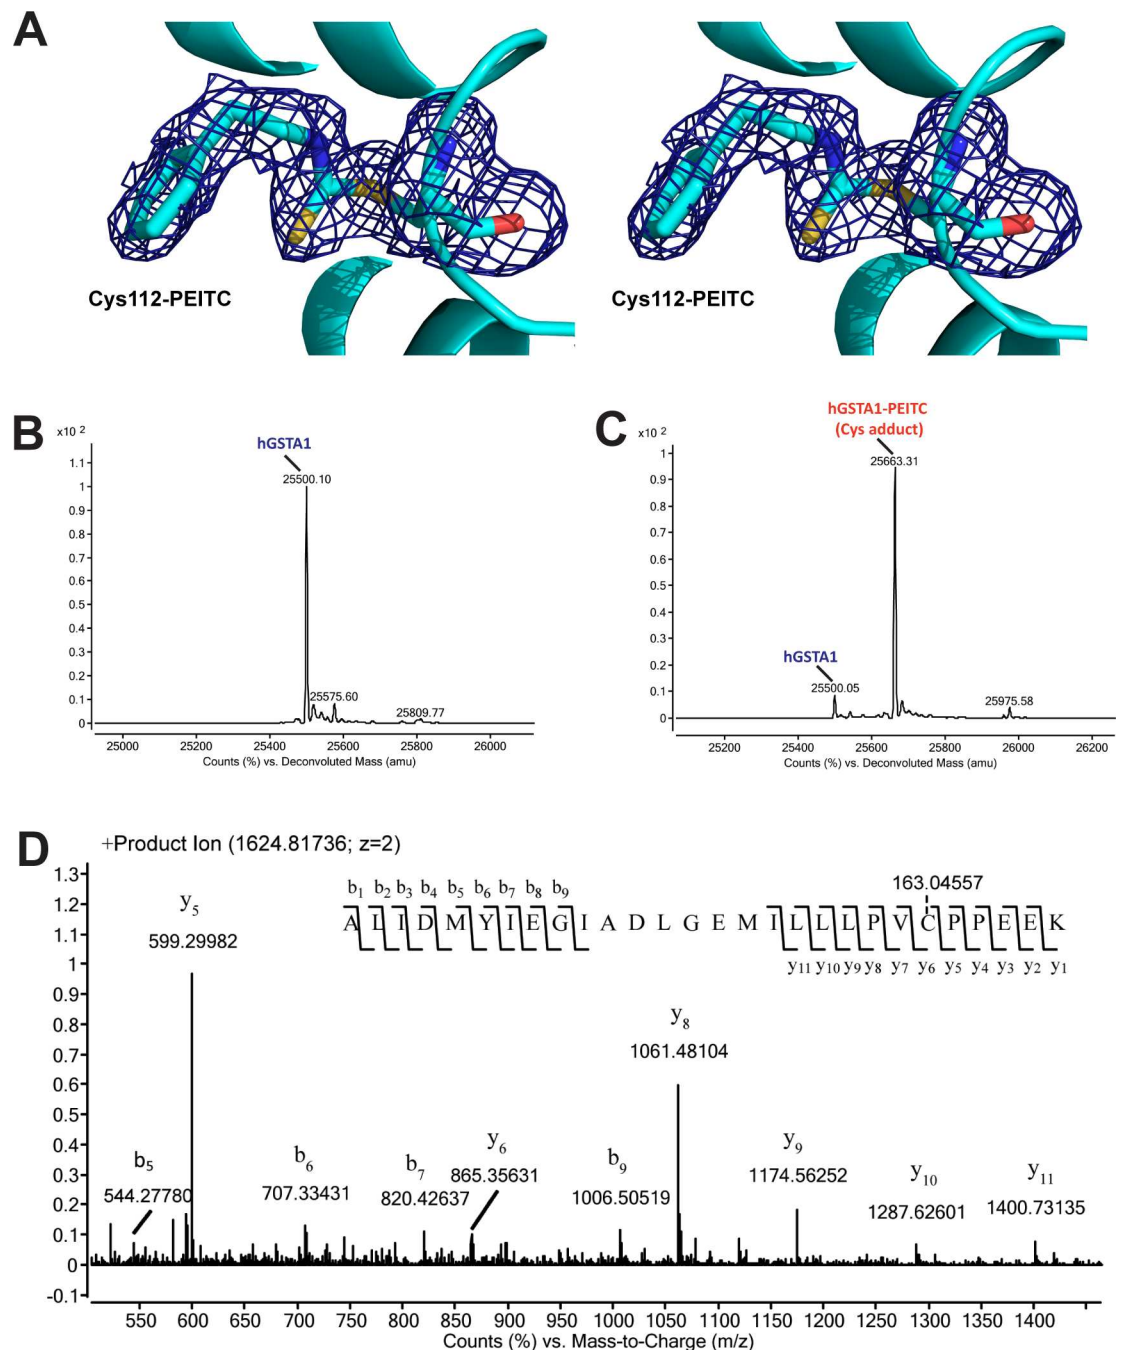 A
Cys112-PEITC
Cys112-PEITC
B
x10 2
hGSTA1
25500.10
25575.60
25809.77
1.1
1
0.9
0.8
0.7
0.6
0.5
0.4
0.3
0.2
0.1
0
25000 25200 25400 25600 25800 26000
Counts (%) vs. Deconvoluted Mass (amu)
C
x10 2
hGSTA1-PEITC
(Cys adduct)
25663.31
hGSTA1
25500.05
25975.58
1
0.9
0.8
0.7
0.6
0.5
0.4
0.3
0.2
0.1
0
25200 25400 25600 25800 26000 26200
Counts (%) vs. Deconvoluted Mass (amu)
D
+Product Ion (1624.81736; z=2)
1.3
1.2
1.1
1
0.9
0.8
0.7
0.6
0.5
0.4
0.3
0.2
0.1
0
-0.1
163.04557
b1 b2 b3 b4 b5 b6 b7 b8 b9
A L I D M Y I E G I A D L G E M I L L L P V C P P E E K
y11 y10 y9 y8 y7 y6 y5 y4 y3 y2 y1
y5
599.29982
b5
544.27780
b6
707.33431
b7
820.42637
y6
865.35631
b9
1006.50519
y8
1061.48104
y9
1174.56252
y10
1287.62601
y11
1400.73135
550 600 650 700 750 800 850 900 950 1000 1050 1100 1150 1200 1250 1300 1350 1400
Counts (%) vs. Mass-to-Charge (m/z)